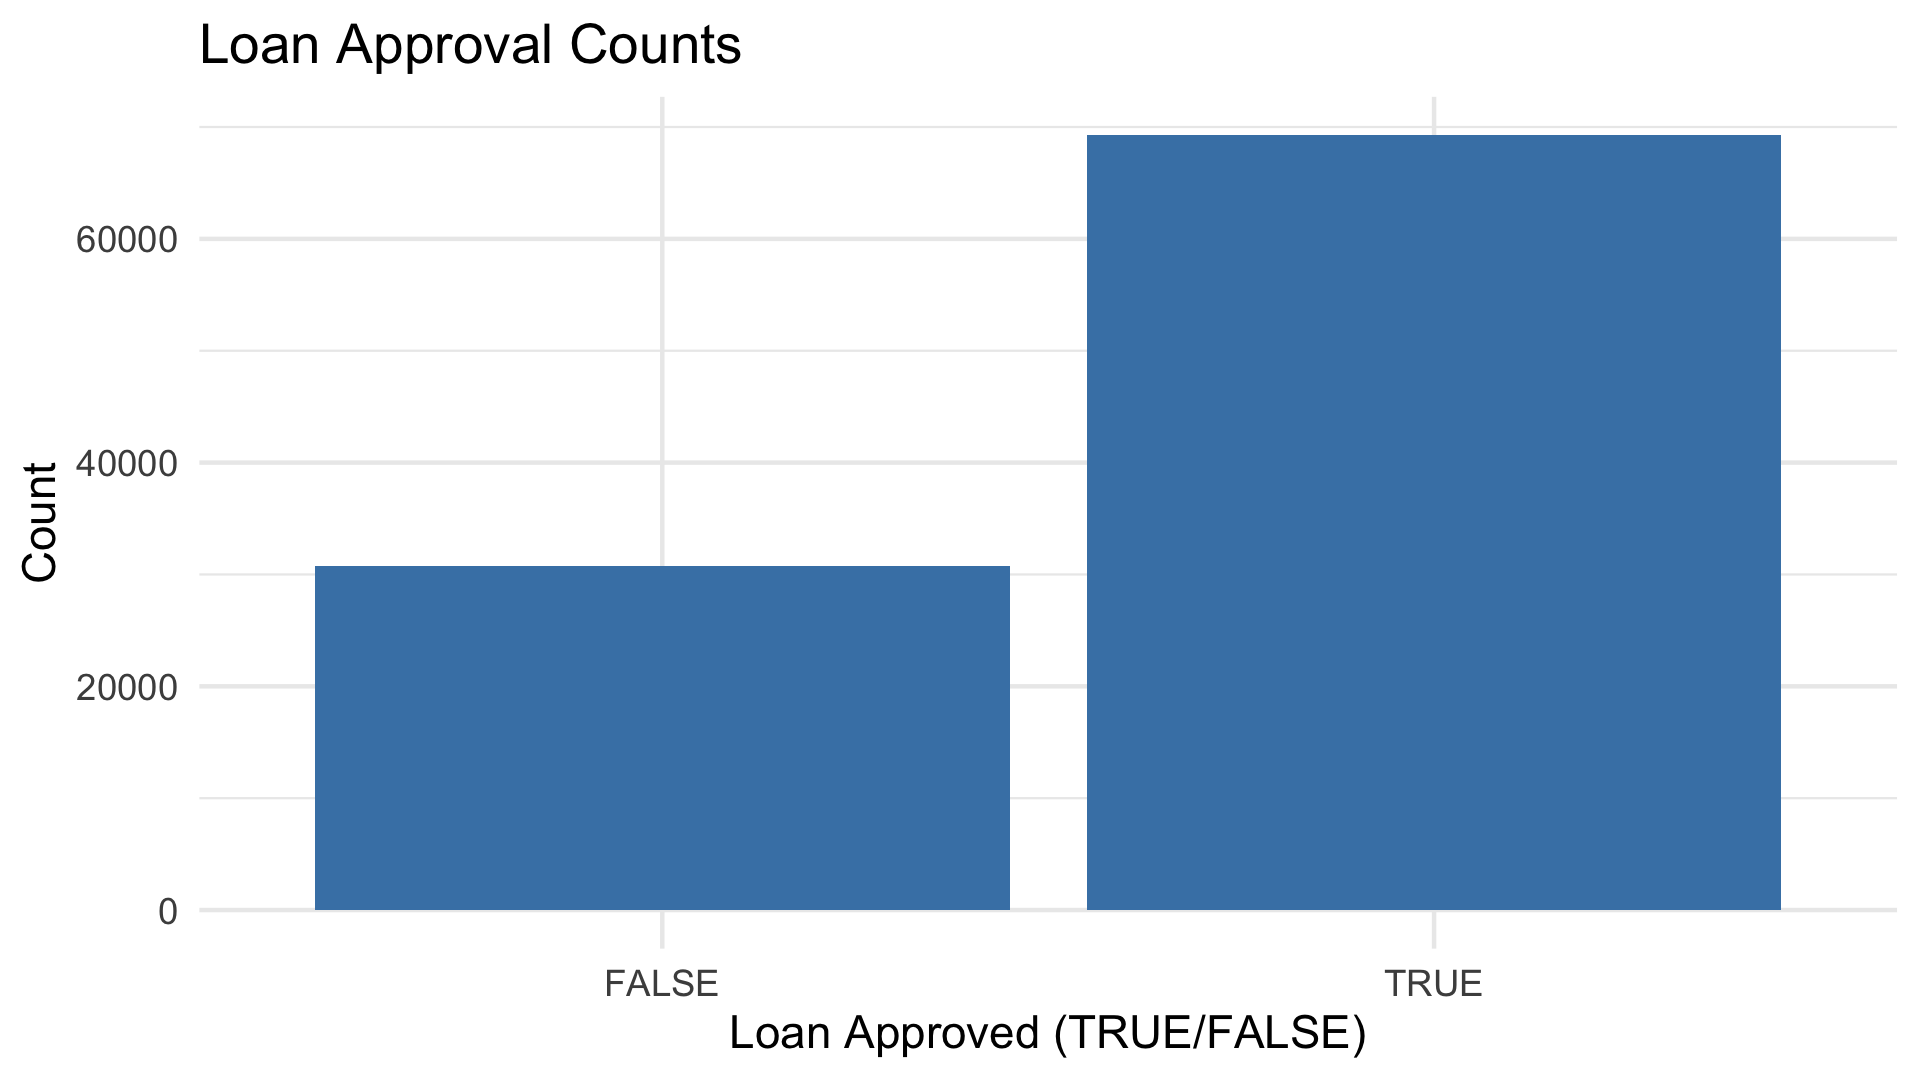 Loan Approval Counts
Count
60000
40000
20000
0
FALSE TRUE
Loan Approved (TRUE/FALSE)